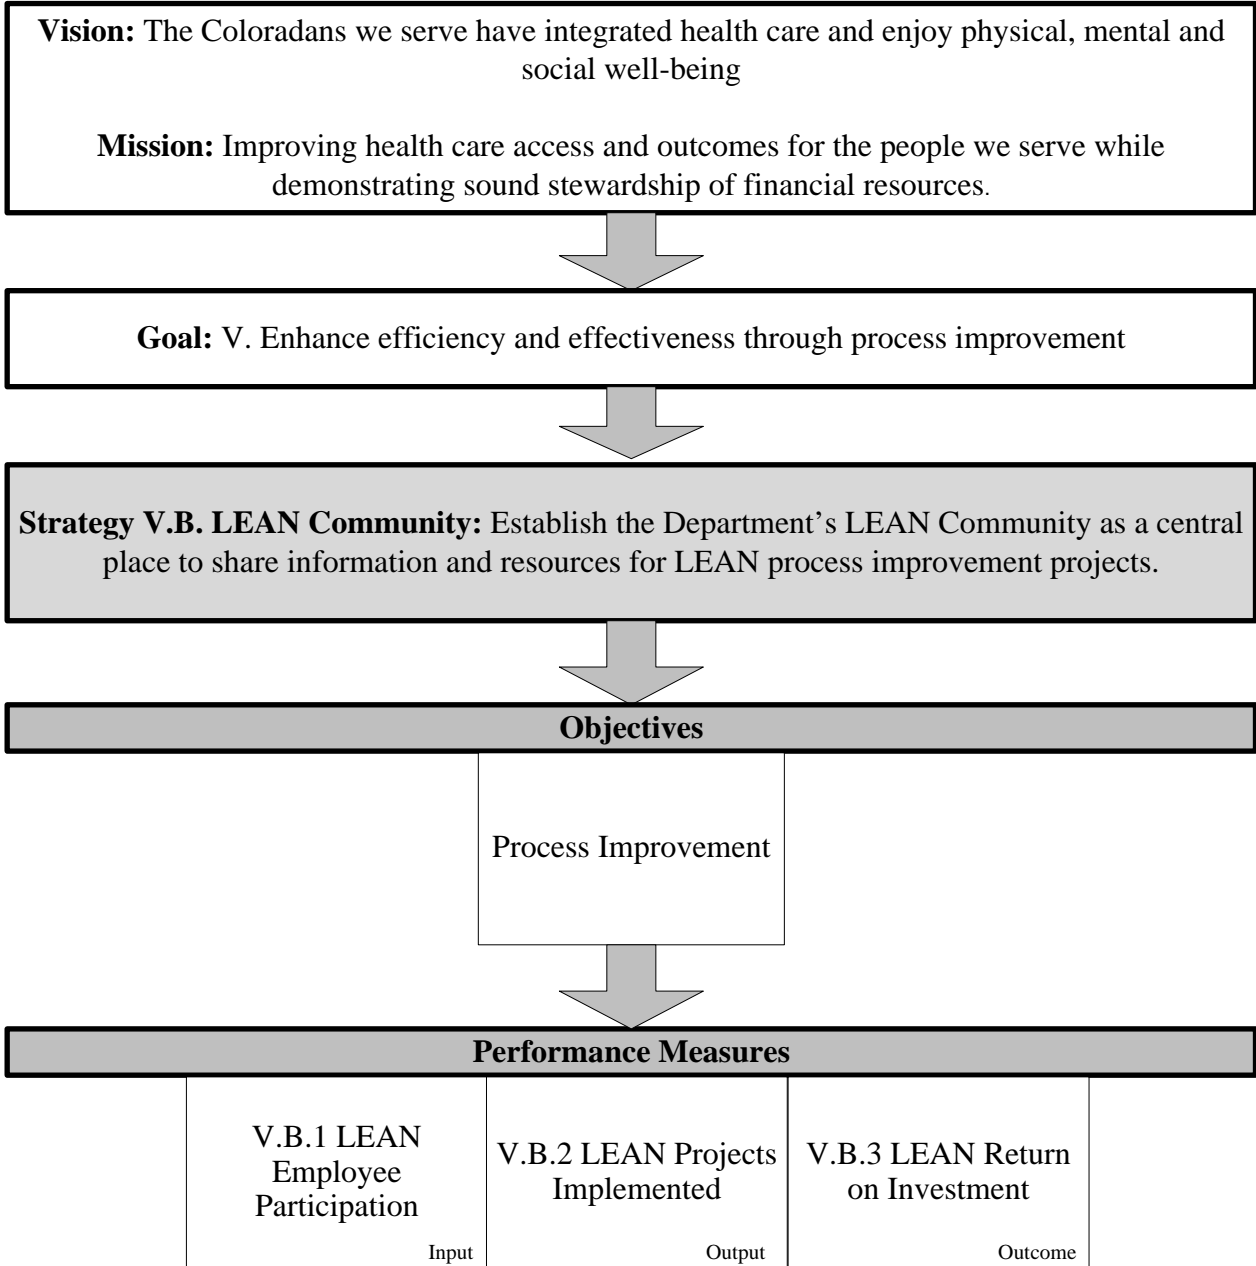 Vision: The Coloradans we serve have integrated health care and enjoy physical, mental and
social well-being
Mission: Improving health care access and outcomes for the people we serve while
demonstrating sound stewardship of financial resources.
Goal: V. Enhance efficiency and effectiveness through process improvement
Strategy V.B. LEAN Community: Establish the Department’s LEAN Community as a central
place to share information and resources for LEAN process improvement projects.
Objectives
Process Improvement
Performance Measures
V.B.1 LEAN
Employee
Participation
Input
V.B.2 LEAN Projects
Implemented
Output
V.B.3 LEAN Return
on Investment
Outcome